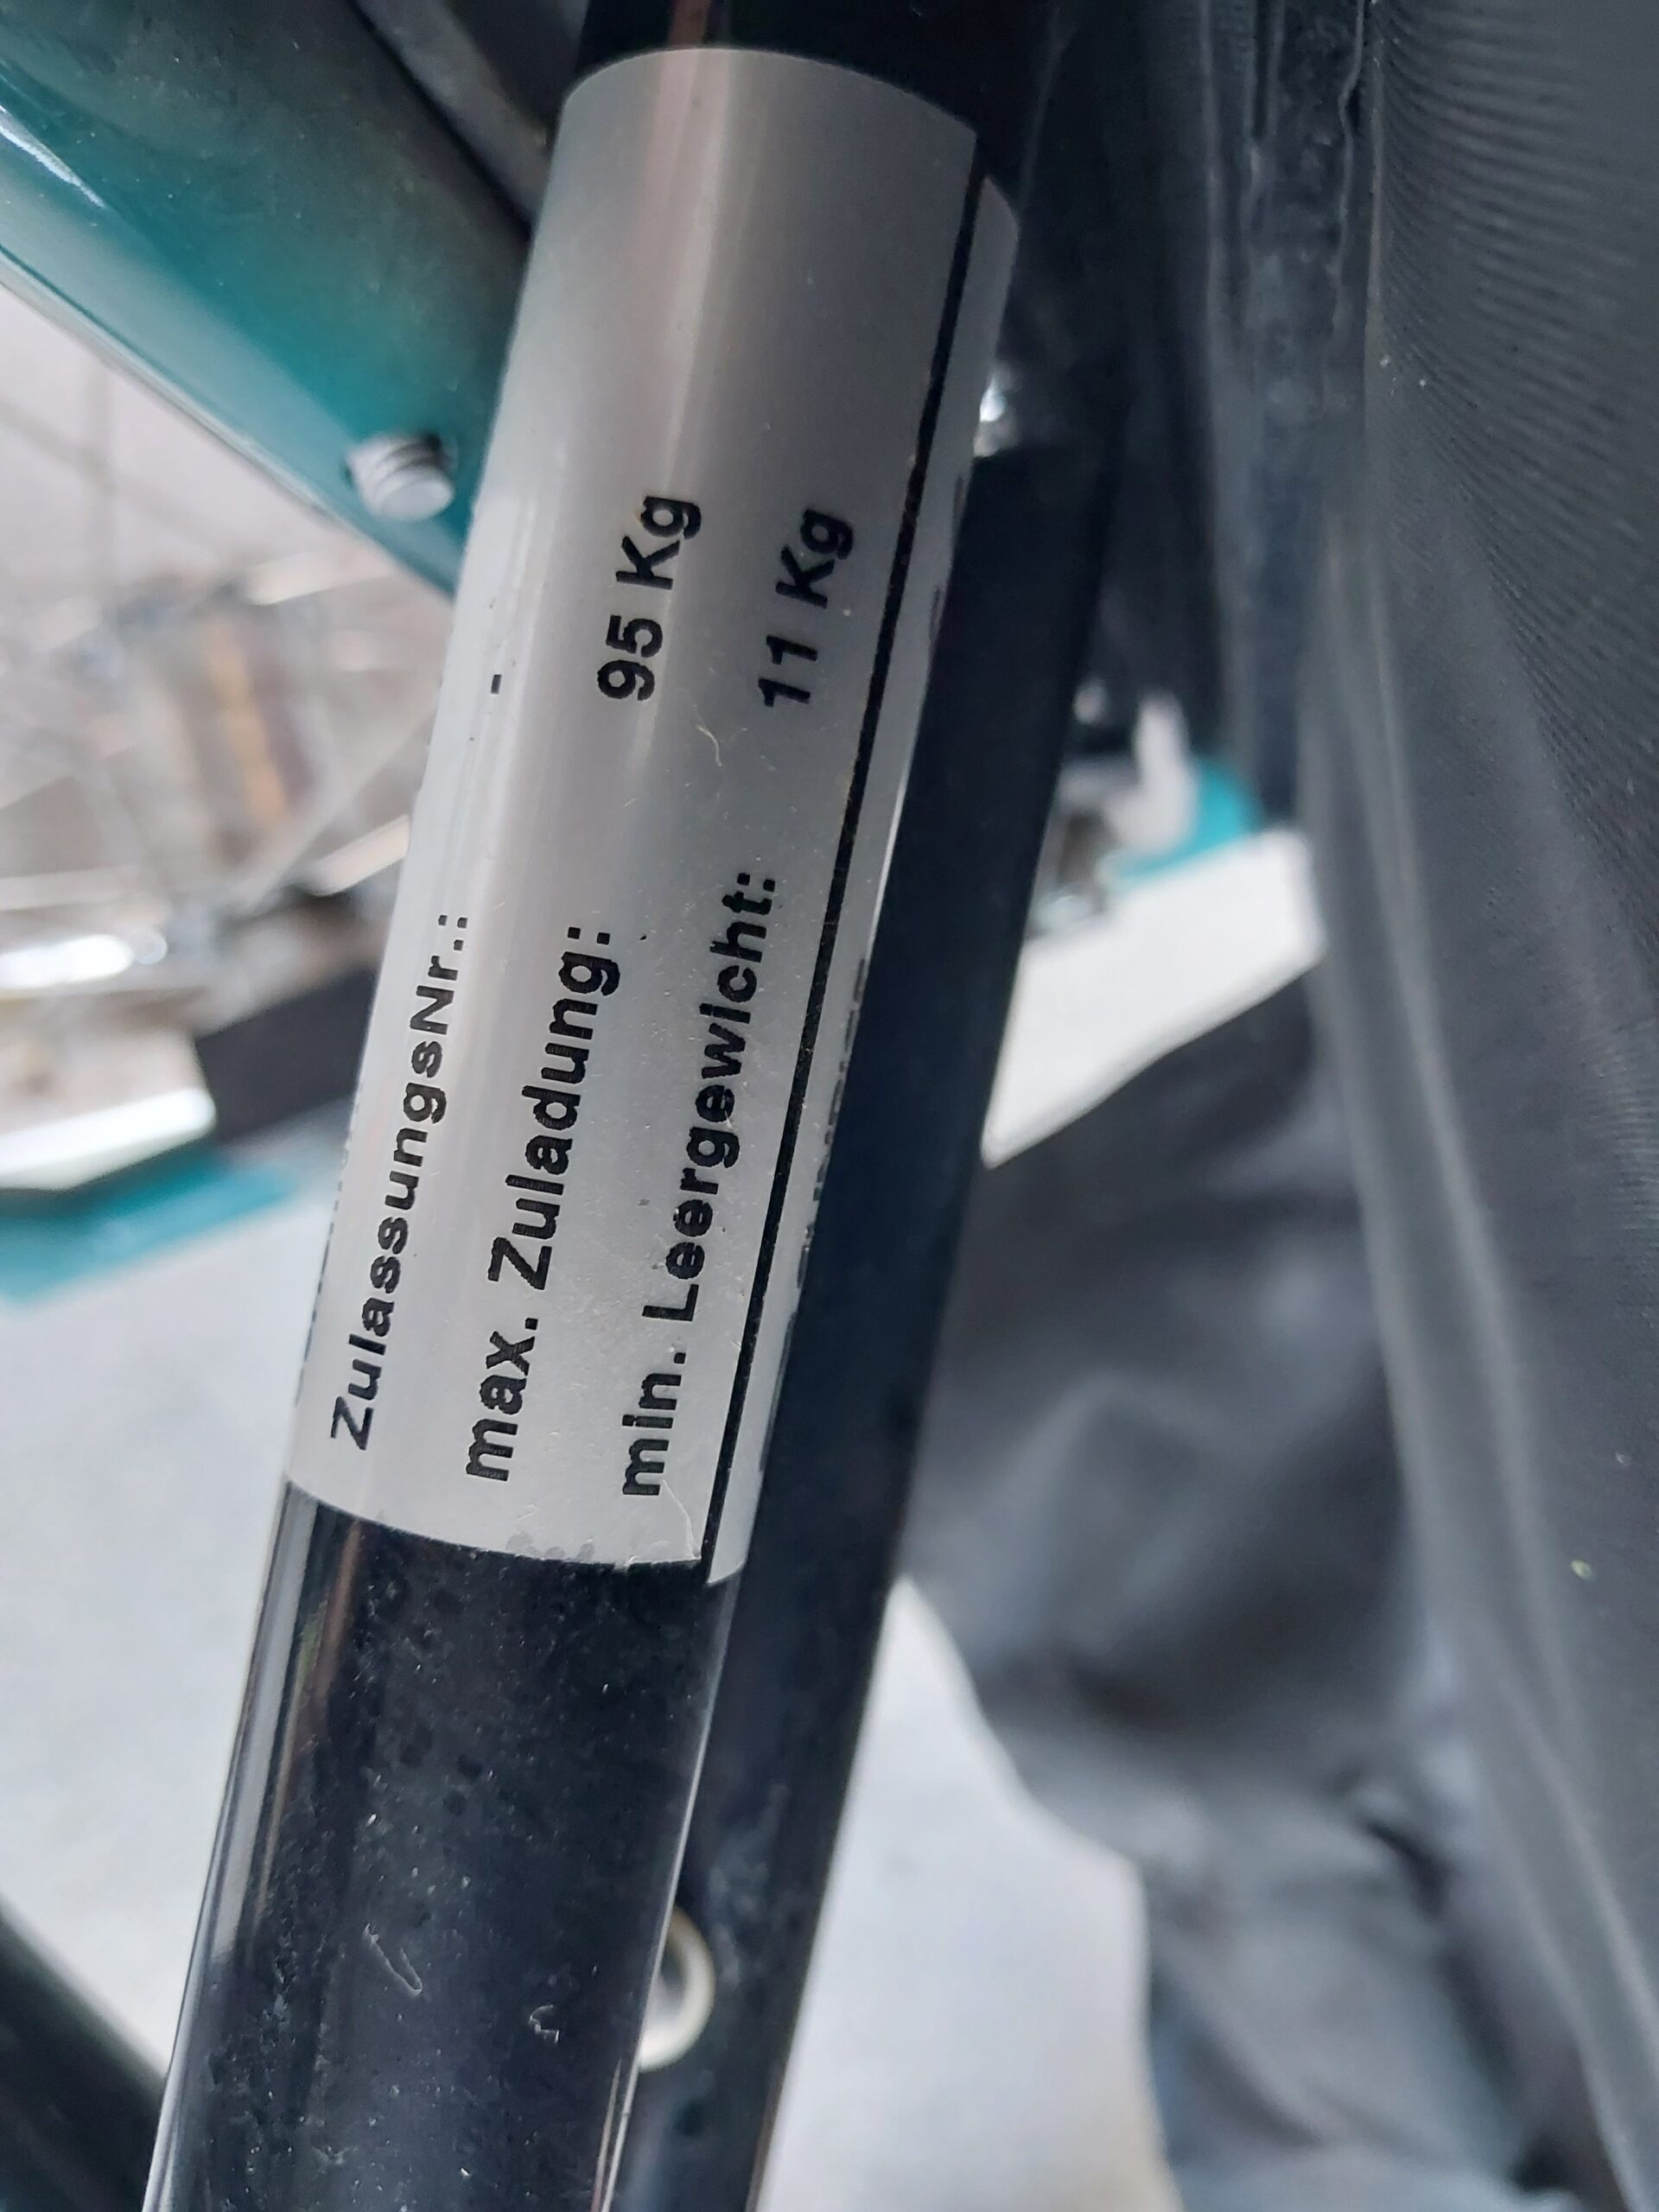 ZulassungsNr.: -
max. Zuladung: 95 Kg
min. Leergewicht: 11 Kg